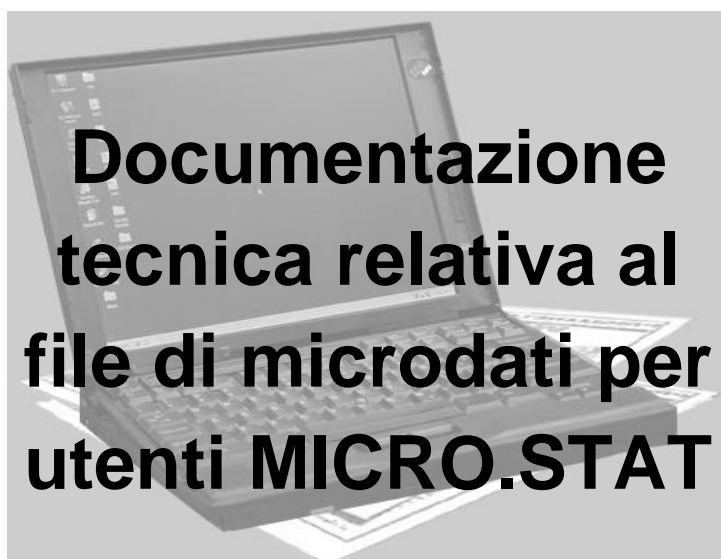 Documentazione
tecnica relativa al
file di microdati per
utenti MICRO.STAT